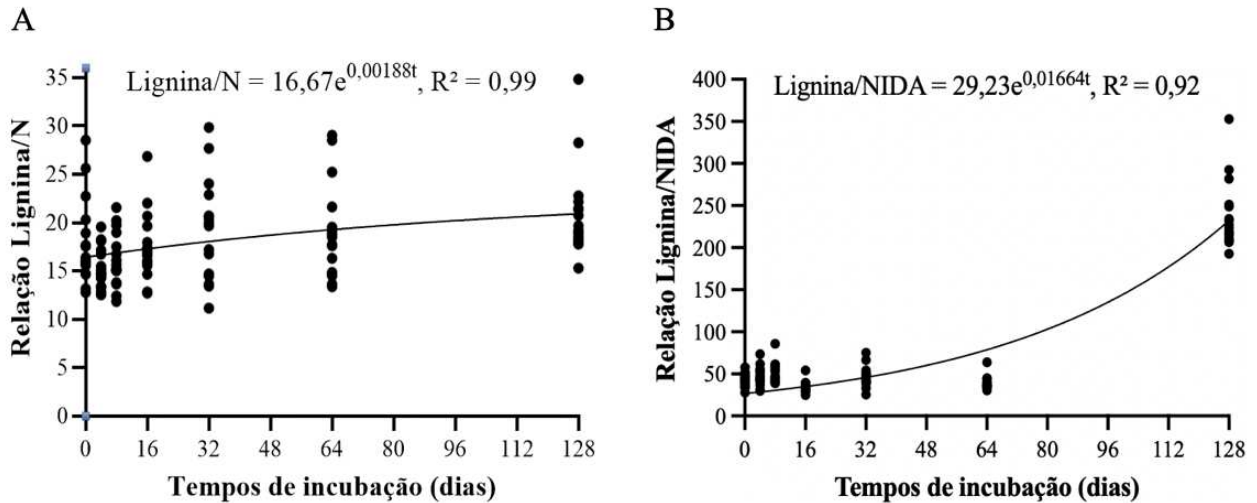 A
Lignina/N = 16,67e^0,00188t, R² = 0,99
Relação Lignina/N
35
30
25
20
15
10
5
0
0 16 32 48 64 80 96 112 128
Tempos de incubação (dias)
B
Lignina/NIDA = 29,23e^0,01664t, R² = 0,92
Relação Lignina/NIDA
400
350
300
250
200
150
100
50
0
0 16 32 48 64 80 96 112 128
Tempos de incubação (dias)